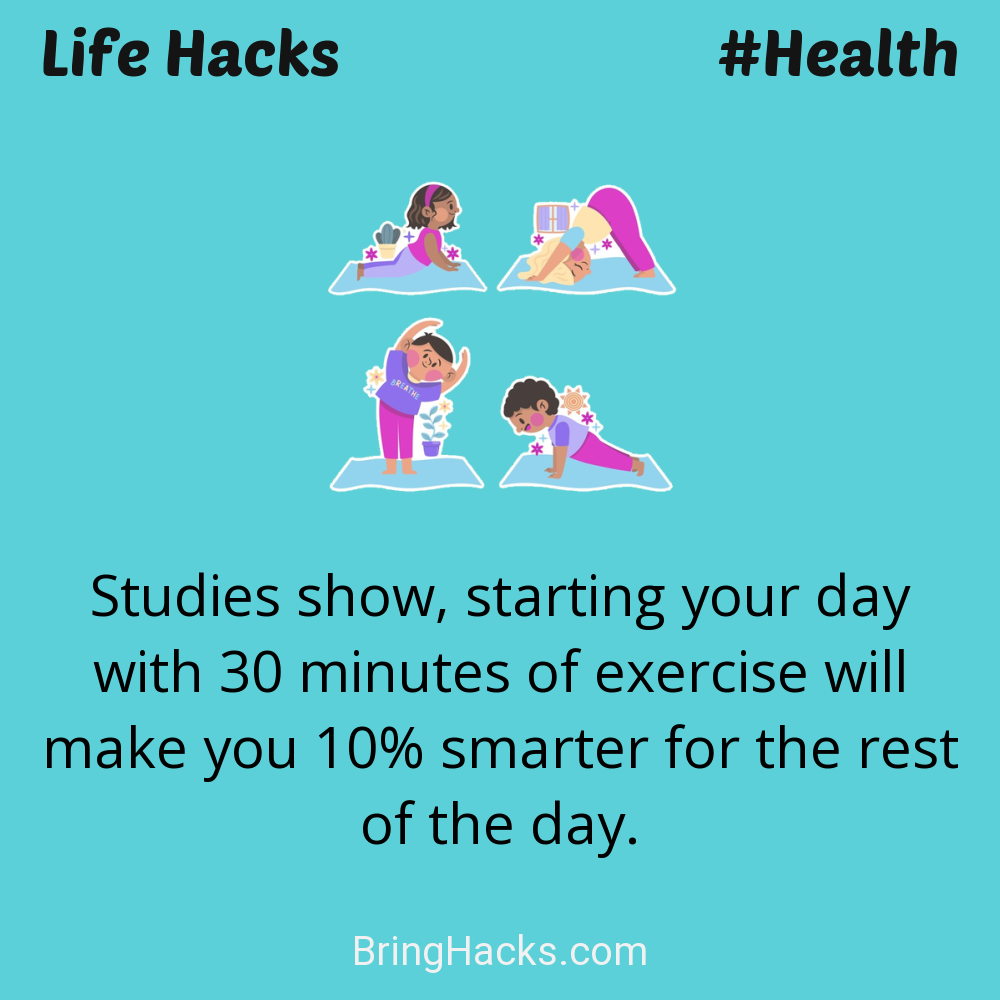 Life Hacks
#Health
BREATHE
Studies show, starting your day
with 30 minutes of exercise will
make you 10% smarter for the rest
of the day.
BringHacks.com